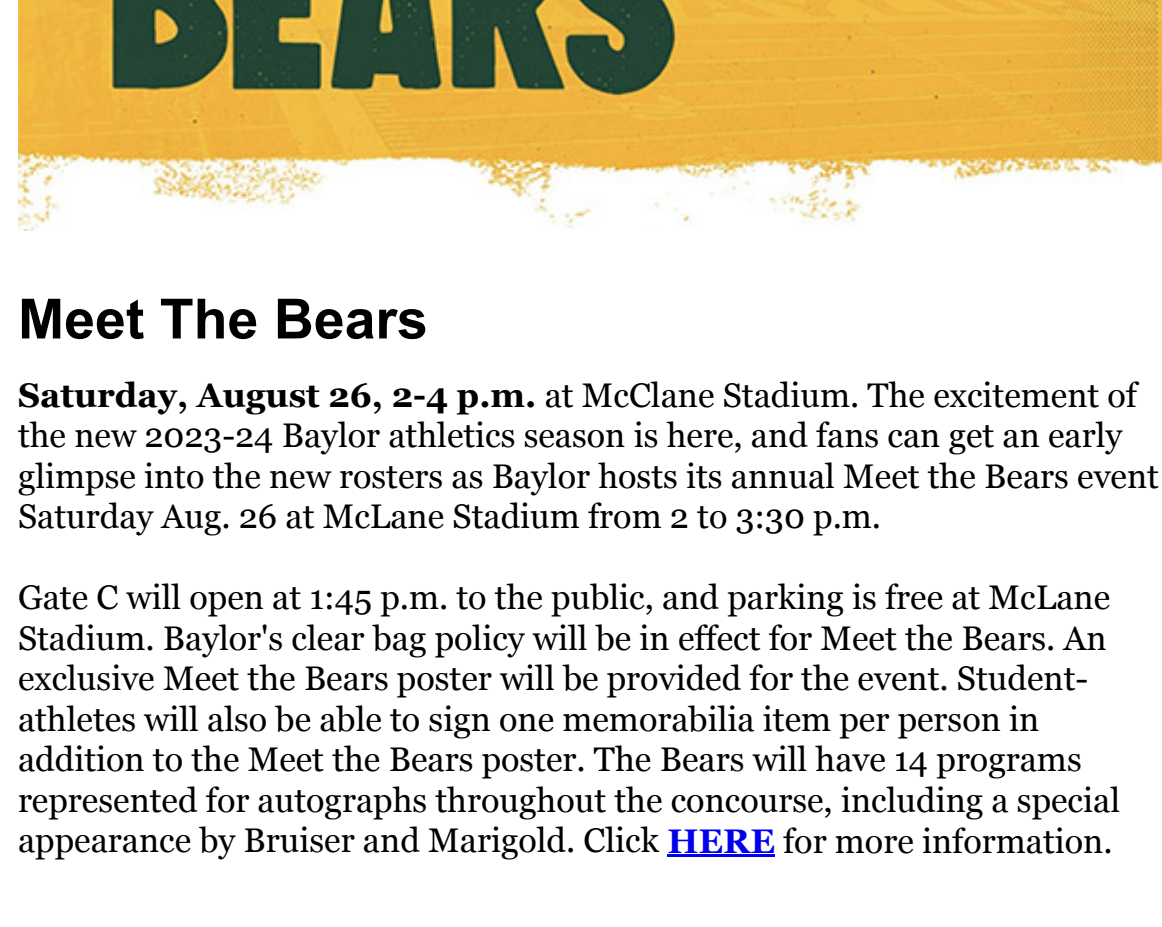 BEARS
Meet The Bears
Saturday, August 26, 2-4 p.m. at McClane Stadium. The excitement of
the new 2023-24 Baylor athletics season is here, and fans can get an early
glimpse into the new rosters as Baylor hosts its annual Meet the Bears event
Saturday Aug. 26 at McLane Stadium from 2 to 3:30 p.m.
Gate C will open at 1:45 p.m. to the public, and parking is free at McLane
Stadium. Baylor's clear bag policy will be in effect for Meet the Bears. An
exclusive Meet the Bears poster will be provided for the event. Student-
athletes will also be able to sign one memorabilia item per person in
addition to the Meet the Bears poster. The Bears will have 14 programs
represented for autographs throughout the concourse, including a special
appearance by Bruiser and Marigold. Click HERE for more information.